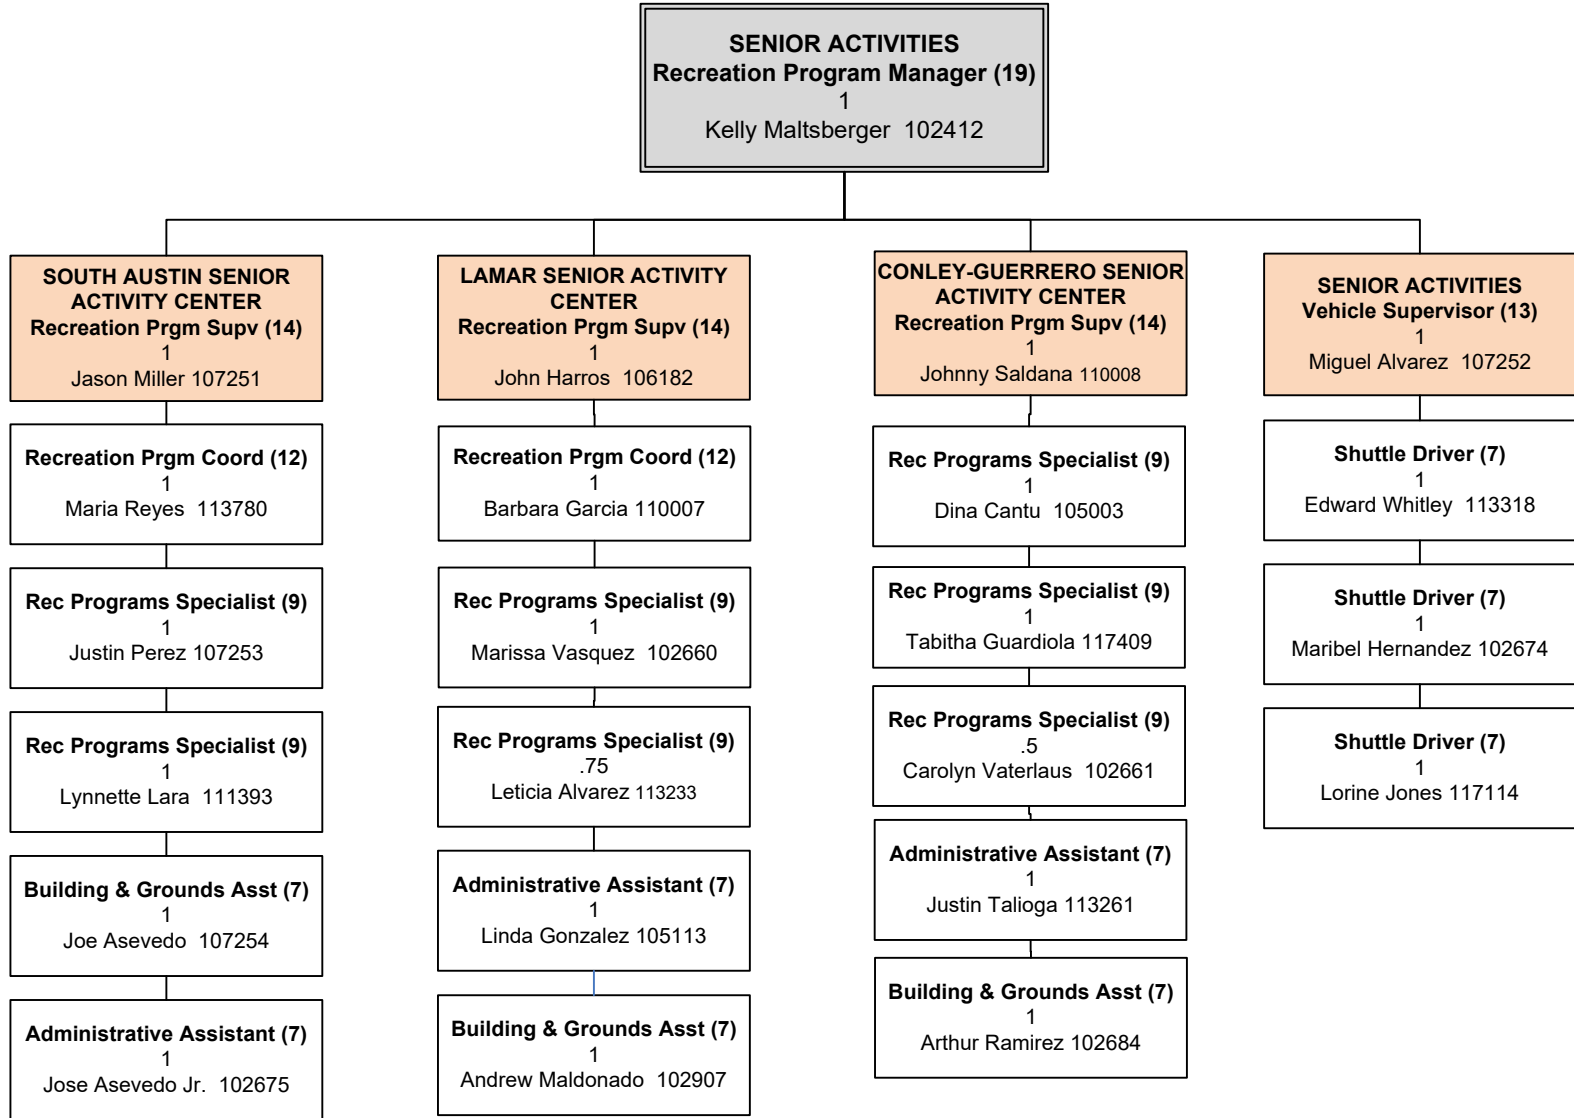 SENIOR ACTIVITIES
Recreation Program Manager (19)
1
Kelly Maltsberger 102412
SOUTH AUSTIN SENIOR
ACTIVITY CENTER
Recreation Prgm Supv (14)
1
Jason Miller 107251
Recreation Prgm Coord (12)
1
Maria Reyes 113780
Rec Programs Specialist (9)
1
Justin Perez 107253
Rec Programs Specialist (9)
1
Lynnette Lara 111393
Building & Grounds Asst (7)
1
Joe Asevedo 107254
Administrative Assistant (7)
1
Jose Asevedo Jr. 102675
LAMAR SENIOR ACTIVITY
CENTER
Recreation Prgm Supv (14)
1
John Harros 106182
Recreation Prgm Coord (12)
1
Barbara Garcia 110007
Rec Programs Specialist (9)
1
Marissa Vasquez 102660
Rec Programs Specialist (9)
.75
Leticia Alvarez 113233
Administrative Assistant (7)
1
Linda Gonzalez 105113
Building & Grounds Asst (7)
1
Andrew Maldonado 102907
CONLEY-GUERRERO SENIOR
ACTIVITY CENTER
Recreation Prgm Supv (14)
1
Johnny Saldana 110008
Rec Programs Specialist (9)
1
Dina Cantu 105003
Rec Programs Specialist (9)
1
Tabitha Guardiola 117409
Rec Programs Specialist (9)
.5
Carolyn Vaterlaus 102661
Administrative Assistant (7)
1
Justin Talioga 113261
Building & Grounds Asst (7)
1
Arthur Ramirez 102684
SENIOR ACTIVITIES
Vehicle Supervisor (13)
1
Miguel Alvarez 107252
Shuttle Driver (7)
1
Edward Whitley 113318
Shuttle Driver (7)
1
Maribel Hernandez 102674
Shuttle Driver (7)
1
Lorine Jones 117114